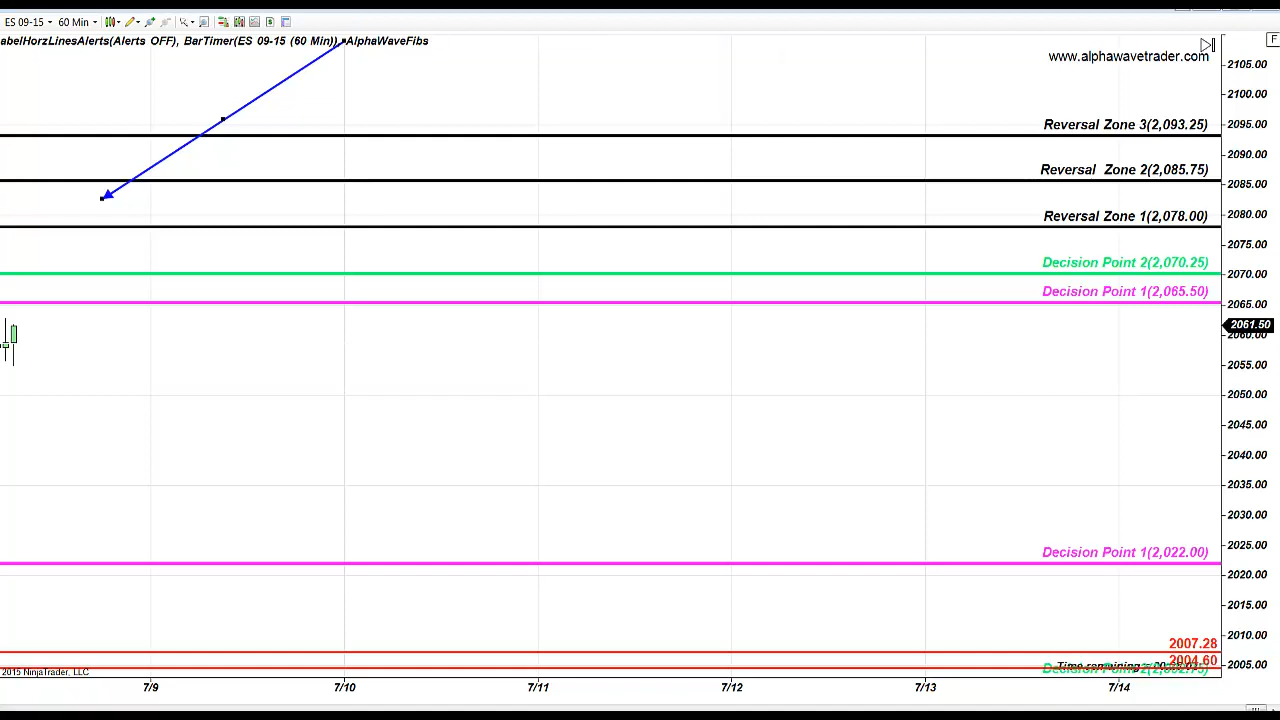 ES 09-15 60 Min
abelHorzLinesAlerts(Alerts OFF), BarTimer(ES 09-15 (60 Min)), AlphaWaveFibs
F
www.alphawavetrader.com
2105.00
2100.00
Reversal Zone 3(2,093.25) 2095.00
2090.00
Reversal Zone 2(2,085.75)
2085.00
Reversal Zone 1(2,078.00) 2080.00
2075.00
Decision Point 2(2,070.25)
2070.00
Decision Point 1(2,065.50)
2065.00
2061.50
2060.00
2055.00
2050.00
2045.00
2040.00
2035.00
2030.00
2025.00
Decision Point 1(2,022.00)
2020.00
2015.00
2010.00
2007.28
2004.60
2005.00
Time remaining =
Decision Point
2015 NinjaTrader, LLC
7/9 7/10 7/11 7/12 7/13 7/14